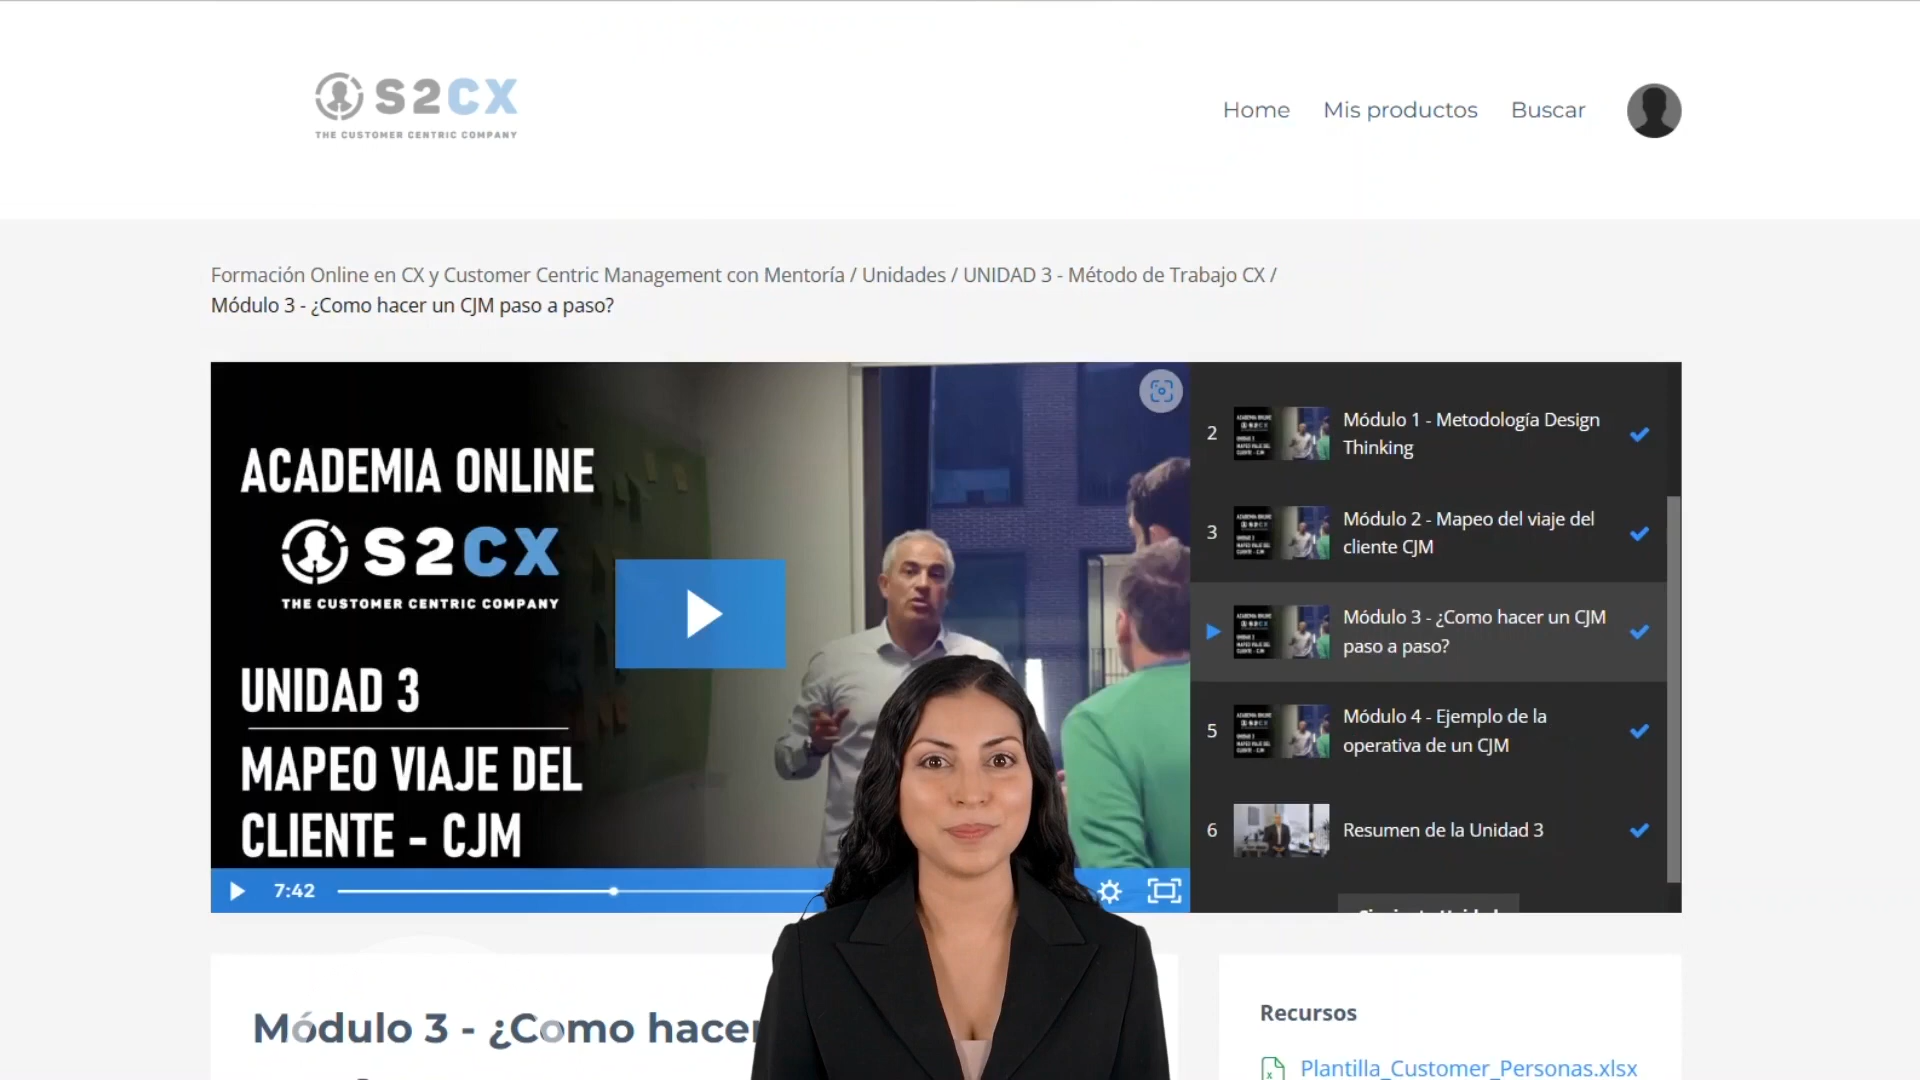 S2CX
THE CUSTOMER CENTRIC COMPANY
Home
Mis productos
Buscar
Formación Online en CX y Customer Centric Management con Mentoría / Unidades / UNIDAD 3 - Método de Trabajo CX /
Módulo 3 - ¿Como hacer un CJM paso a paso?
ACADEMIA ONLINE
S2CX
THE CUSTOMER CENTRIC COMPANY
UNIDAD 3
MAPEO VIAJE DEL
CLIENTE - CJM
7:42
2
Módulo 1 - Metodología Design
Thinking
3
Módulo 2 - Mapeo del viaje del
cliente CJM
Módulo 3 - ¿Como hacer un CJM
paso a paso?
5
Módulo 4 - Ejemplo de la
operativa de un CJM
6
Resumen de la Unidad 3
Módulo 3 - ¿Como hacer
Recursos
Plantilla_Customer_Personas.xlsx